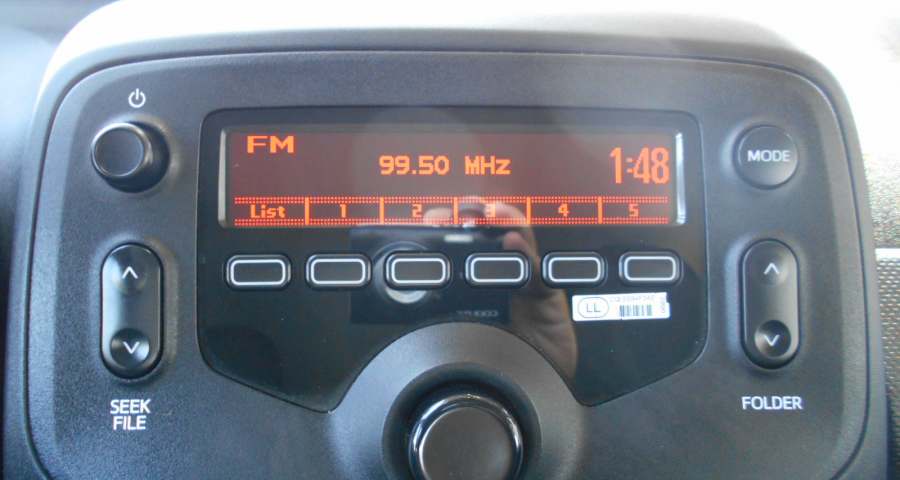 FM
99.50 MHz
1:48
List 1 2 3 4 5
MODE
LL
SEEK
FILE
FOLDER